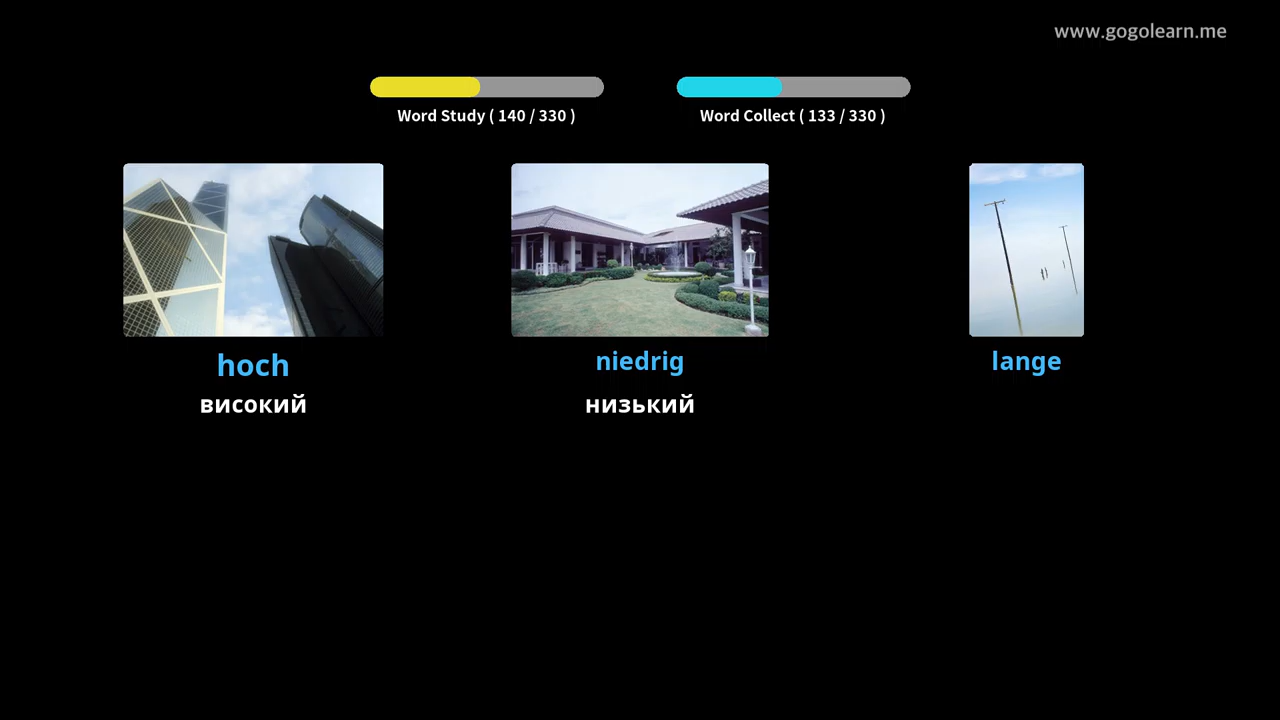 www.gogolearn.me
Word Study ( 140 / 330 )
Word Collect ( 133 / 330 )
hoch
niedrig
lange
високий
низький